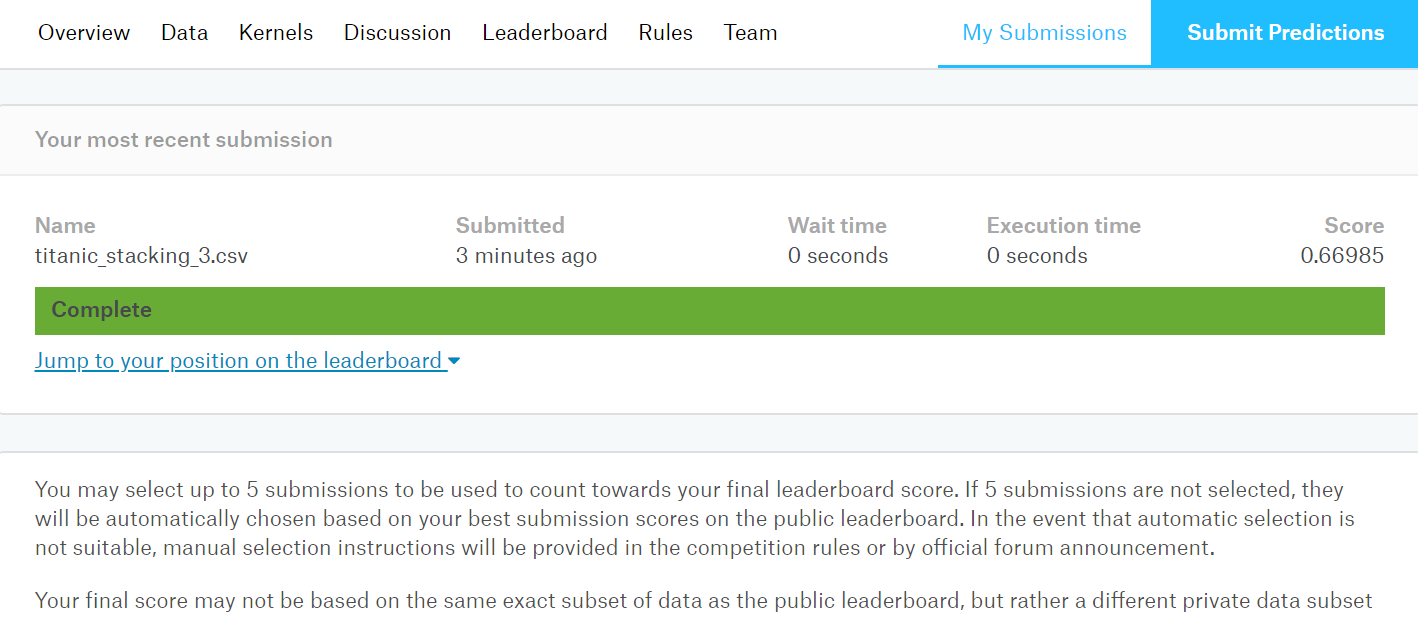 Overview Data Kernels Discussion Leaderboard Rules Team My Submissions Submit Predictions
Your most recent submission
Name Submitted Wait time Execution time Score
titanic_stacking_3.csv 3 minutes ago 0 seconds 0 seconds 0.66985
Complete
Jump to your position on the leaderboard
You may select up to 5 submissions to be used to count towards your final leaderboard score. If 5 submissions are not selected, they
will be automatically chosen based on your best submission scores on the public leaderboard. In the event that automatic selection is
not suitable, manual selection instructions will be provided in the competition rules or by official forum announcement.
Your final score may not be based on the same exact subset of data as the public leaderboard, but rather a different private data subset